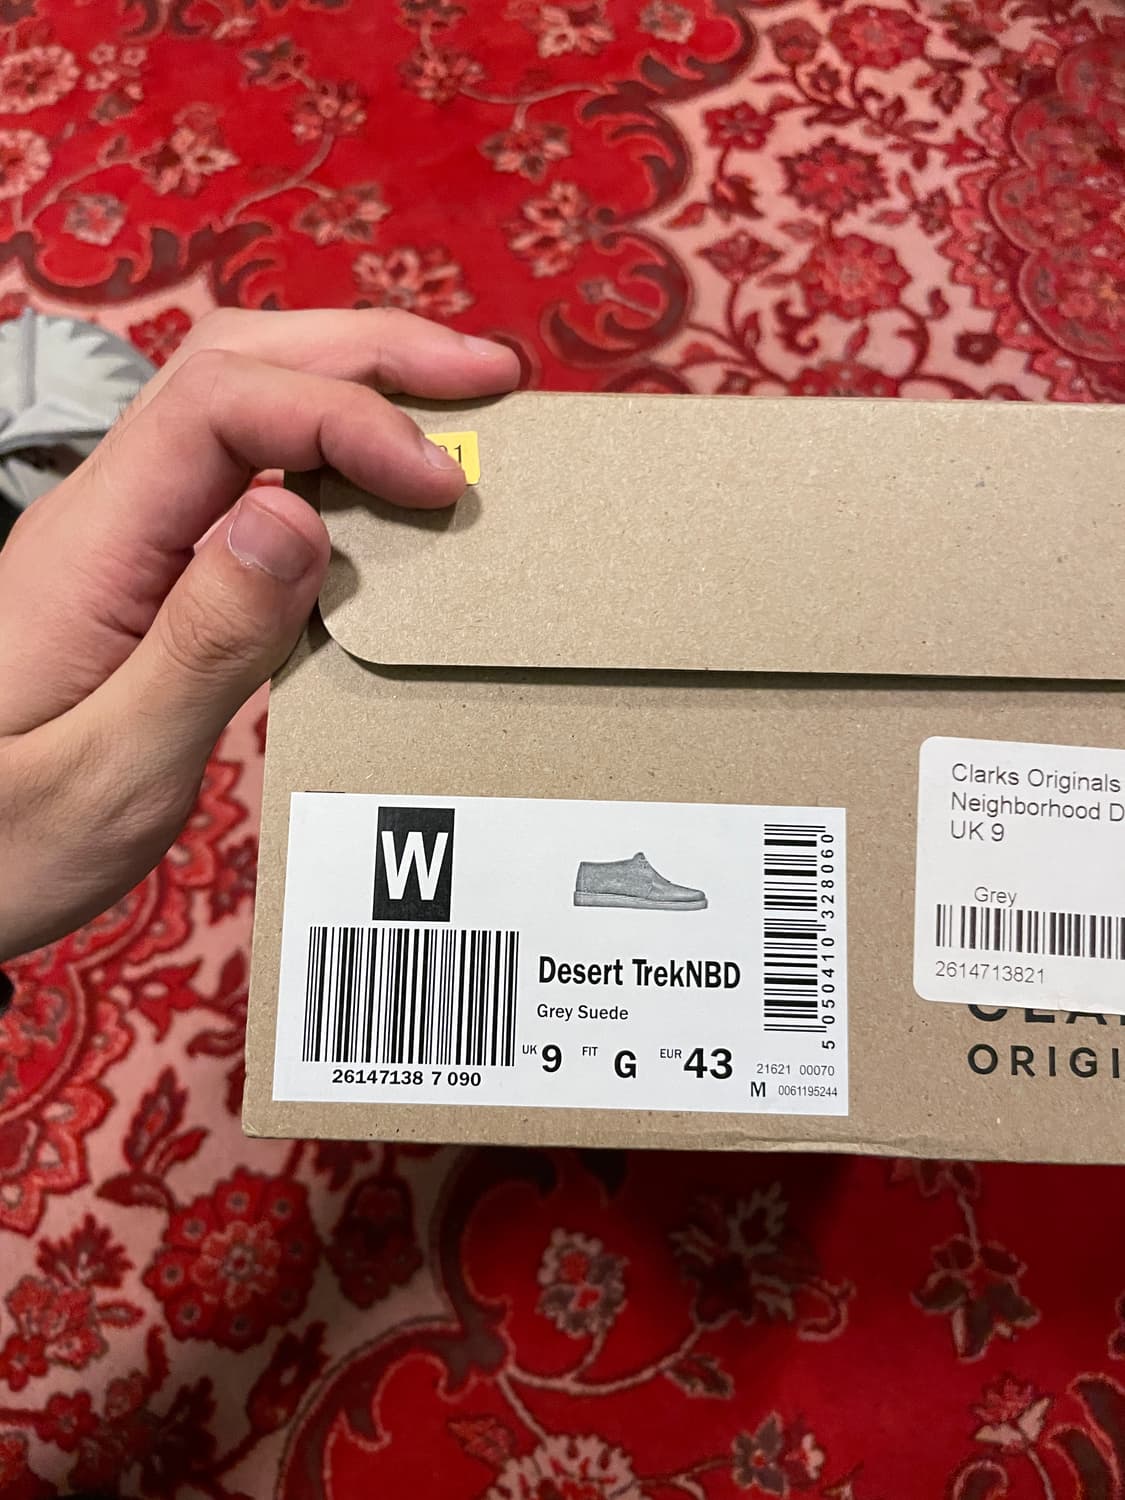 W
26147138 7 090
Desert TrekNBD
Grey Suede
UK 9 FIT G EUR 43
5 050410 328060
21621 00070
M 0061195244
Clarks Originals
Neighborhood
UK 9
Grey
2614713821